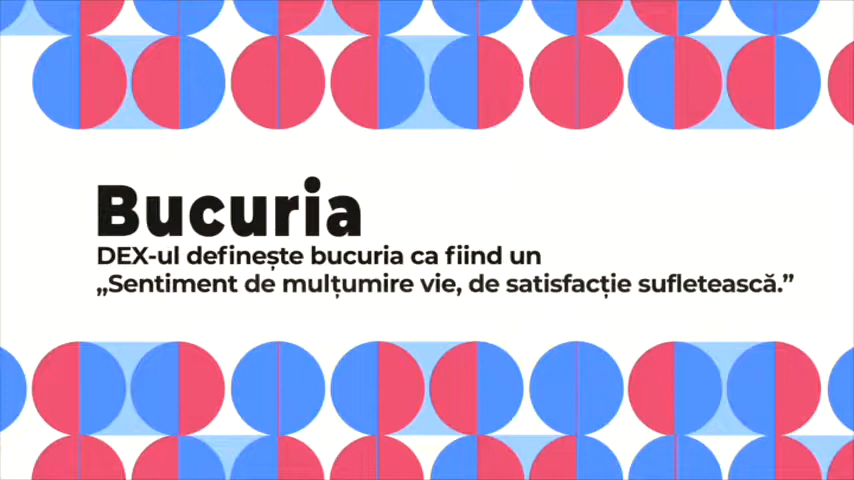 Bucuria
DEX-ul definește bucuria ca fiind un
„Sentiment de mulțumire vie, de satisfacție sufletească.”